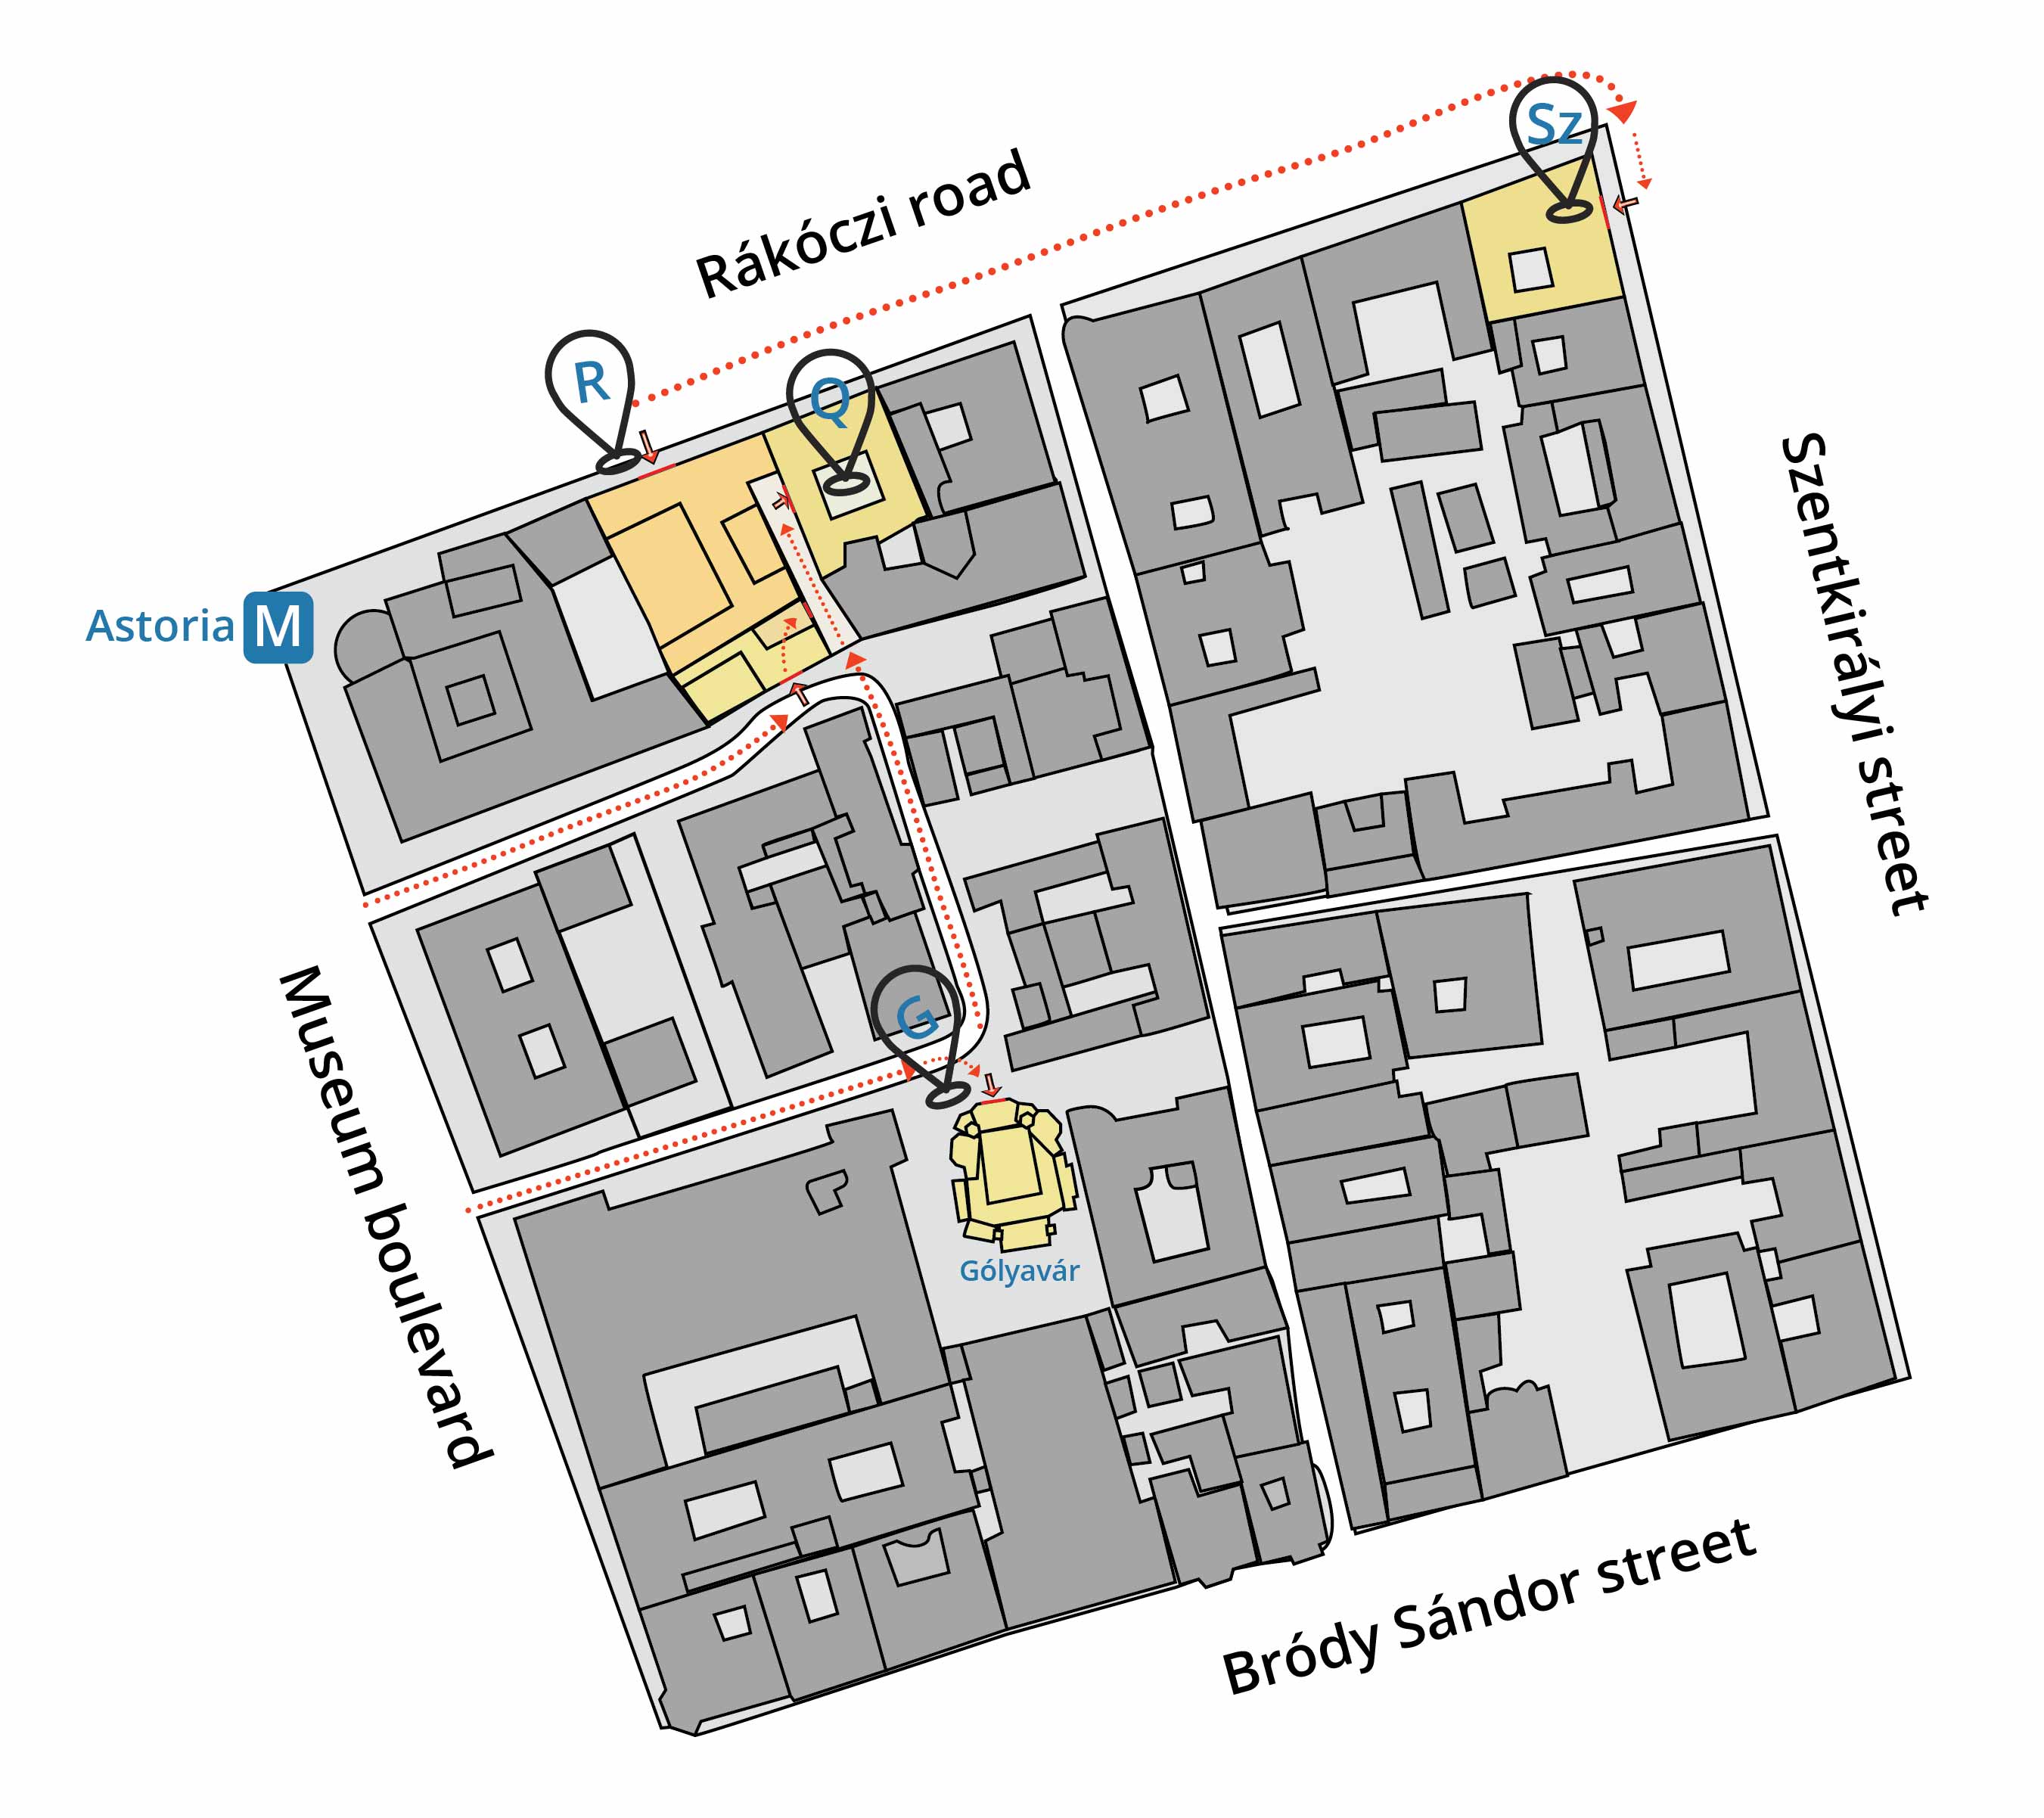 Sz
Rákóczi road
R
Q
Astoria M
Szentkirályi street
Museum boulevard
G
Gólyavár
Bródy Sándor street